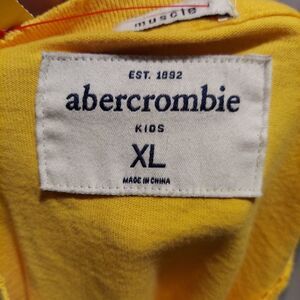 muscle
EST. 1892
abercrombie
KIDS
XL
MADE IN CHINA